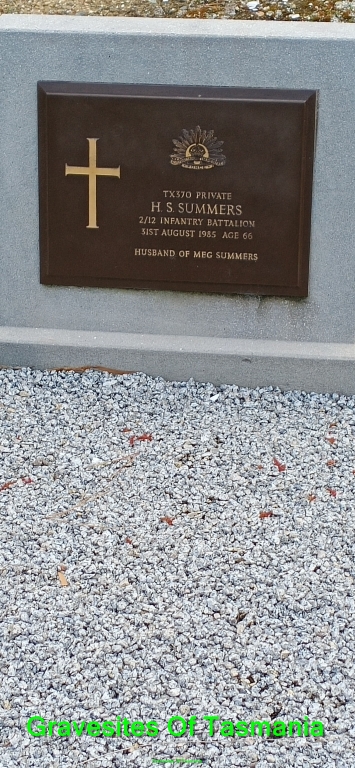 TX370 PRIVATE
H. S. SUMMERS
2/12 INFANTRY BATTALION
31ST AUGUST 1985 AGE 66
HUSBAND OF MEG SUMMERS
Gravesites Of Tasmania